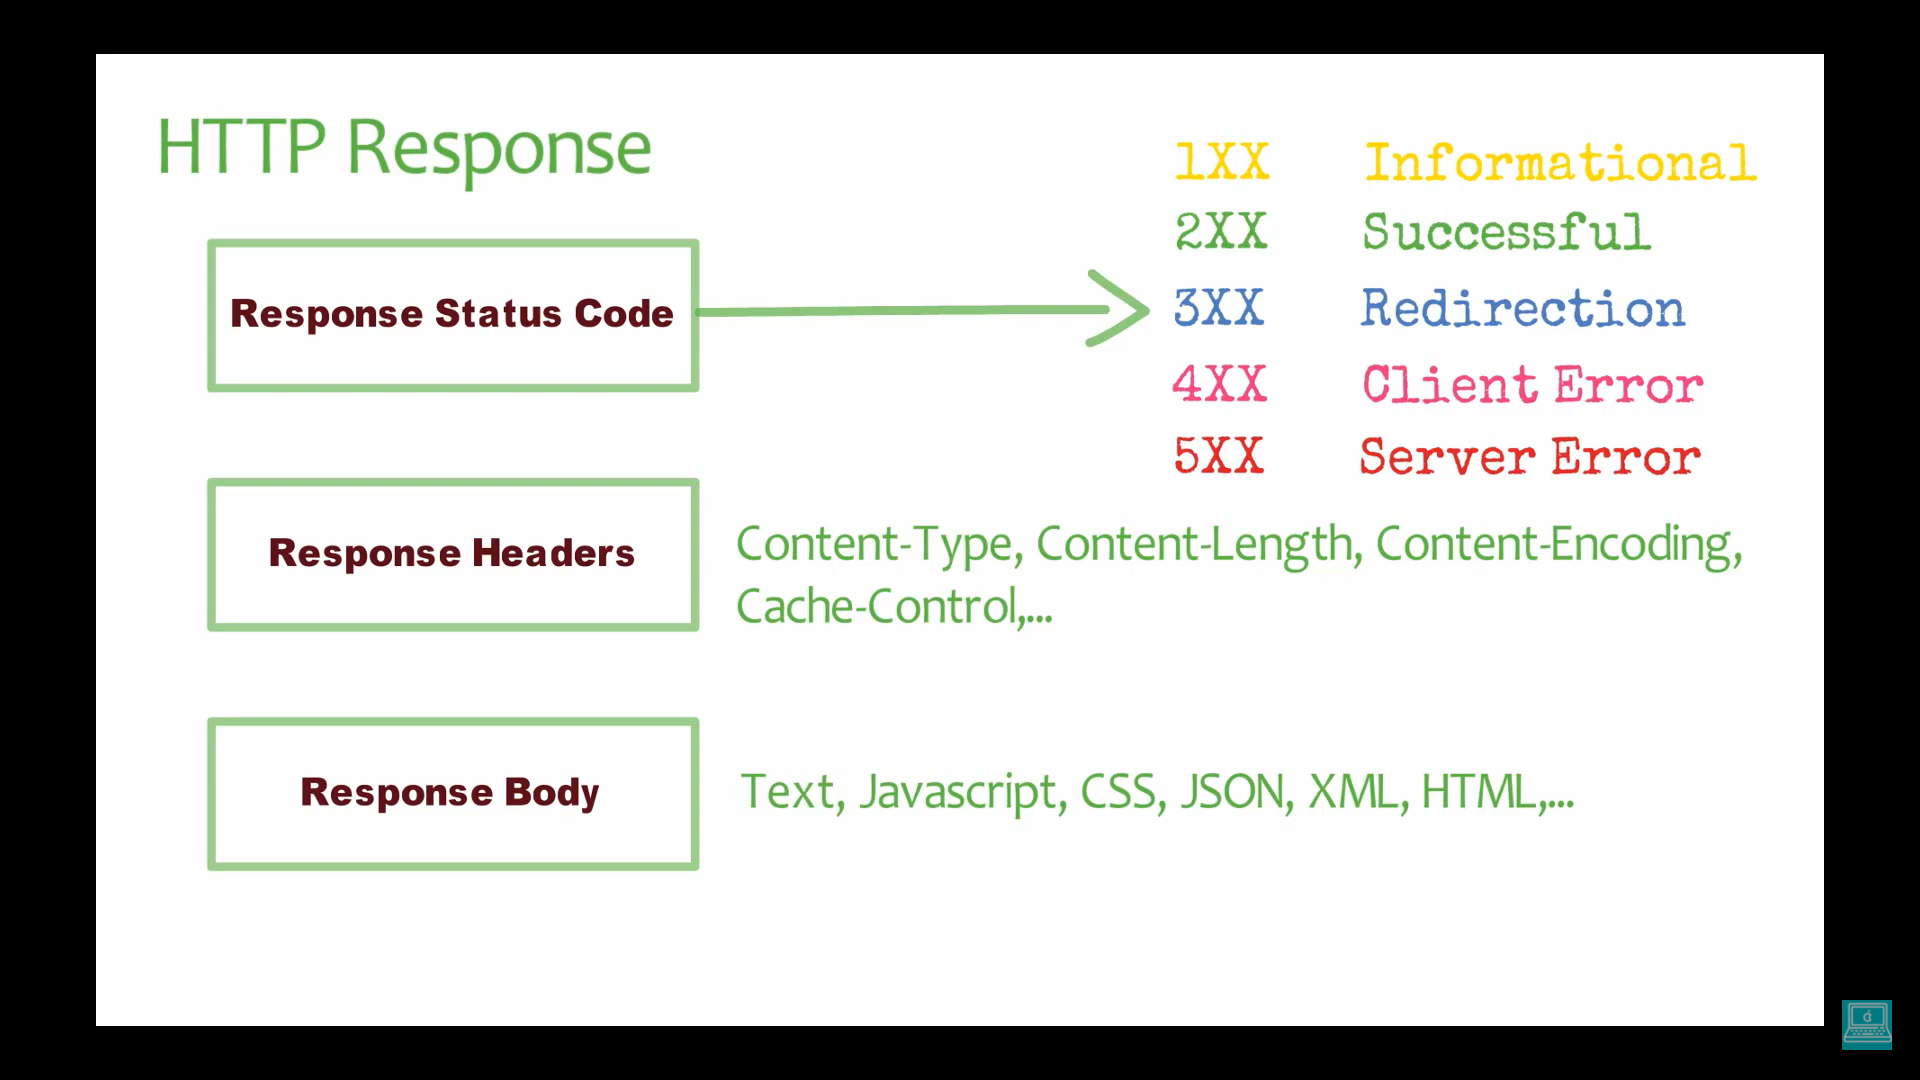 HTTP Response
1XX Informational
2XX Successful
Response Status Code
3XX Redirection
4XX Client Error
5XX Server Error
Response Headers
Content-Type, Content-Length, Content-Encoding,
Cache-Control,...
Response Body
Text, Javascript, CSS, JSON, XML, HTML,...
á